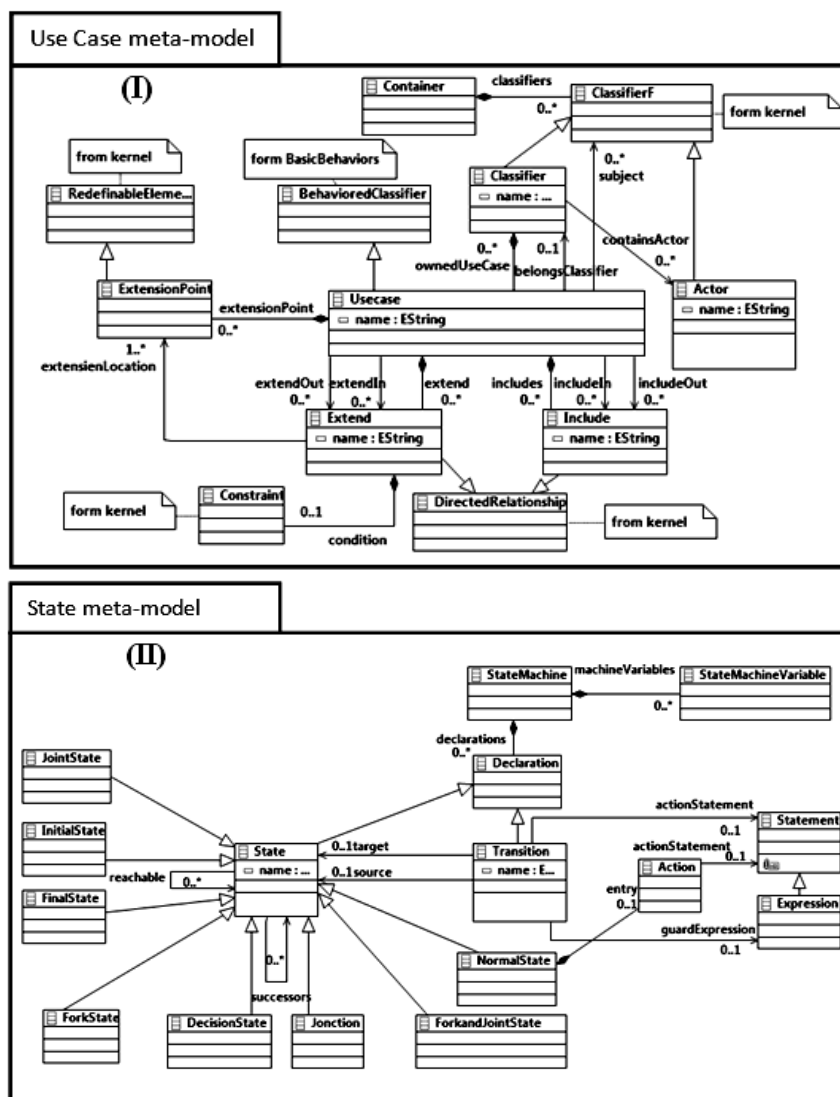 Use Case meta-model
(I)
Container
classifiers
0..*
ClassifierF
form kernel
from kernel
form BasicBehaviors
RedefinableEleme...
BehavioredClassifier
Classifier
name : ...
0..*
subject
containsActor
0..*
0..*
0..1
ownedUseCase
belongsClassifier
ExtensionPoint
extensionPoint
0..*
Usecase
name : EString
Actor
name : EString
1..*
extensienLocation
extendOut
extendIn
extend
includes
includeIn
includeOut
0..*
0..*
0..*
0..*
0..*
0..*
Extend
name : EString
Include
name : EString
form kernel
Constraint
0..1
condition
DirectedRelationship
from kernel
State meta-model
(II)
StateMachine
machineVariables
0..*
StateMachineVariable
declarations
0..*
JointState
Declaration
actionStatement
0..1
Statement
InitialState
State
name : ...
0..1target
0..1source
Transition
name : E...
actionStatement
0..1
Action
reachable
0..*
entry
0..1
FinalState
Expression
guardExpression
0..1
NormalState
0..*
successors
ForkState
DecisionState
Jonction
ForkandJointState